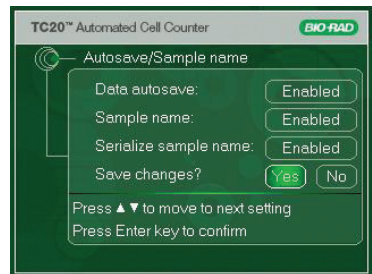 TC20™ Automated Cell Counter BIO-RAD
Autosave/Sample name
Data autosave: Enabled
Sample name: Enabled
Serialize sample name: Enabled
Save changes? Yes No
Press ▲ ▼ to move to next setting
Press Enter key to confirm